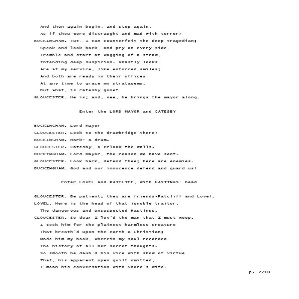 And then again begin, and stop again,
As if thou were distraught and mad with terror?
BUCKINGHAM. Tut, I can counterfeit the deep tragedian;
Speak and look back, and pry on every side,
Tremble and start at wagging of a straw,
Intending deep suspicion. Ghastly looks
Are at my service, like enforced smiles;
And both are ready in their offices
At any time to grace my stratagems.
But what, is Catesby gone?
GLOUCESTER. He is; and, see, he brings the mayor along.
Enter the LORD MAYOR and CATESBY
BUCKINGHAM. Lord Mayor-
GLOUCESTER. Look to the drawbridge there!
BUCKINGHAM. Hark! a drum.
GLOUCESTER. Catesby, o'erlook the walls.
BUCKINGHAM. Lord Mayor, the reason we have sent-
GLOUCESTER. Look back, defend thee; here are enemies.
BUCKINGHAM. God and our innocence defend and guard us!
Enter LOVEL and RATCLIFF, with HASTINGS' head
GLOUCESTER. Be patient; they are friends-Ratcliff and Lovel.
LOVEL. Here is the head of that ignoble traitor,
The dangerous and unsuspected Hastings.
GLOUCESTER. So dear I lov'd the man that I must weep.
I took him for the plainest harmless creature
That breath'd upon the earth a Christian;
Made him my book, wherein my soul recorded
The history of all her secret thoughts.
So smooth he daub'd his vice with show of virtue
That, his apparent open guilt omitted,
I mean his conversation with Shore's wife-